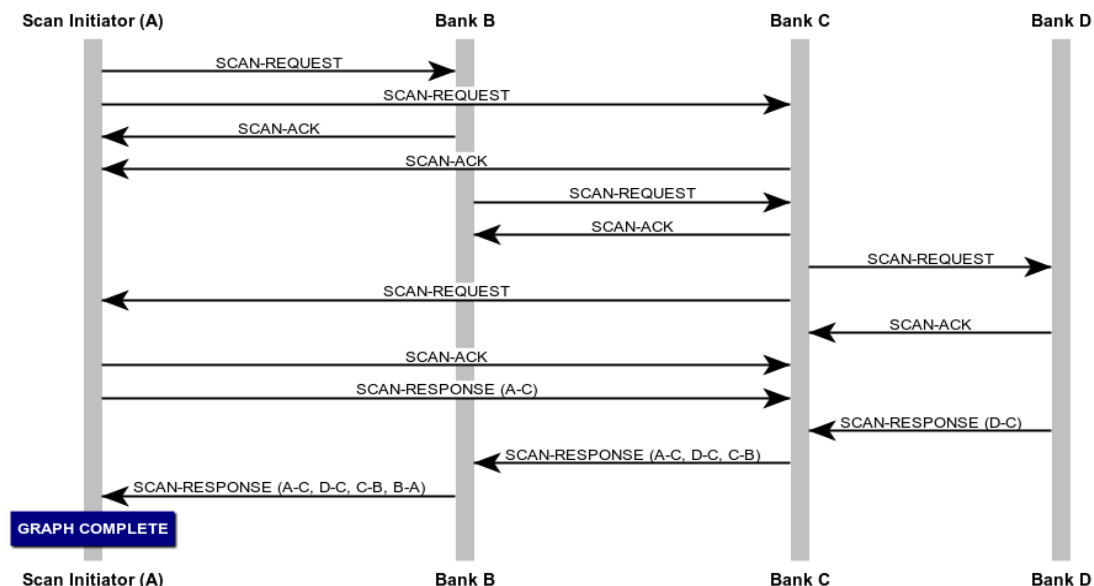 Scan Initiator (A) Bank B Bank C Bank D
SCAN-REQUEST
SCAN-REQUEST
SCAN-ACK
SCAN-ACK
SCAN-REQUEST
SCAN-ACK
SCAN-REQUEST
SCAN-REQUEST
SCAN-ACK
SCAN-ACK
SCAN-RESPONSE (A-C)
SCAN-RESPONSE (D-C)
SCAN-RESPONSE (A-C, D-C, C-B)
SCAN-RESPONSE (A-C, D-C, C-B, B-A)
GRAPH COMPLETE
Scan Initiator (A) Bank B Bank C Bank D